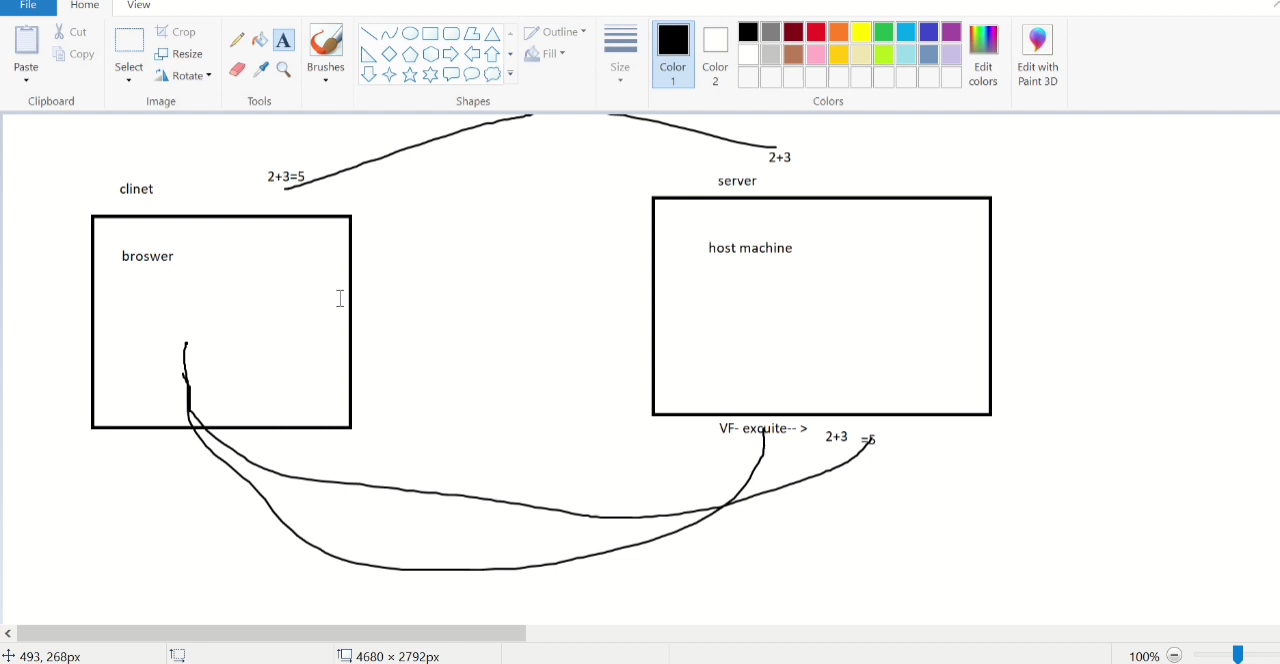 File Home View
Cut
Copy
Paste
Clipboard
Select
Crop
Resize
Rotate
Image
A
Tools
Brushes
Shapes
Outline
Fill
Size
Color 1
Color 2
Colors
Edit colors
Edit with Paint 3D
2+3
2+3=5
server
clinet
host machine
broswer
VF- exquite-- >
2+3 =5
493, 268px
4680 × 2792px
100%